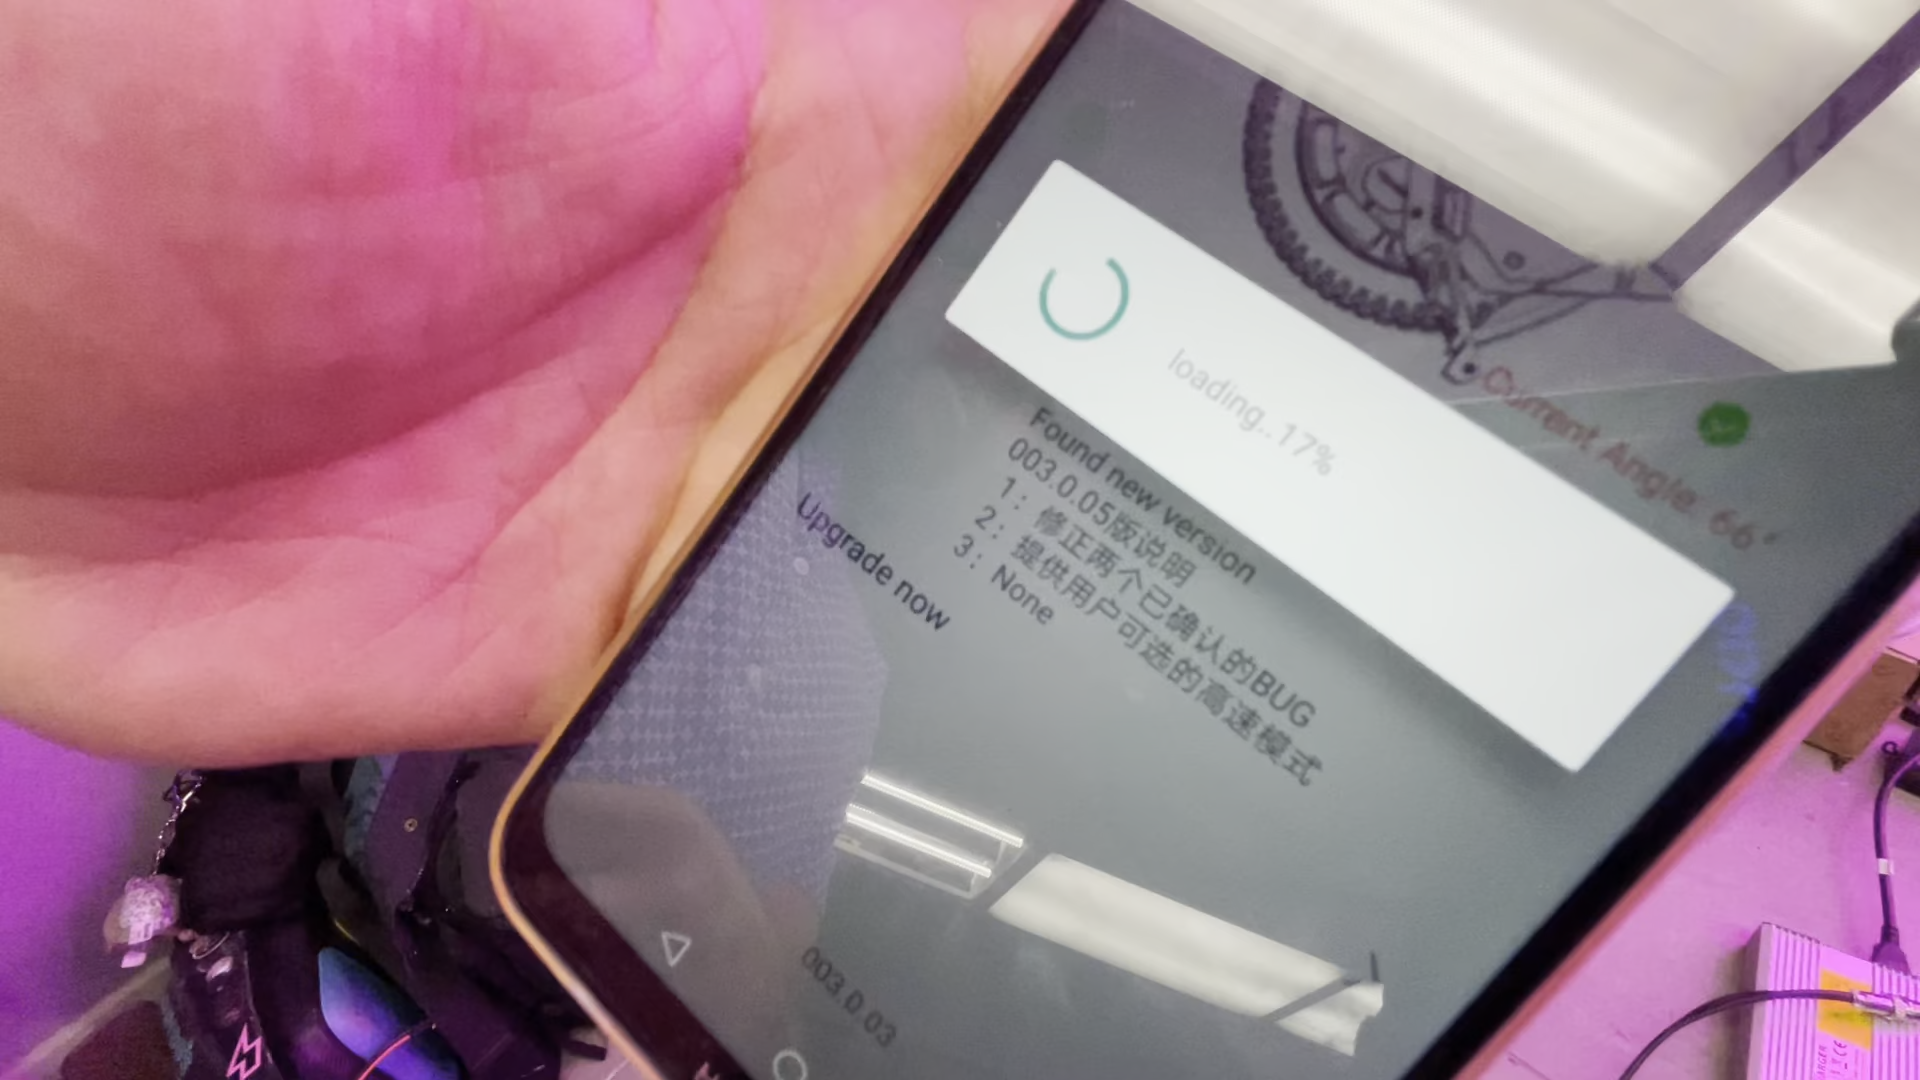 Current Angle: 66°
loading..17%
Found new version
003.0.05版说明
1: 修正两个已确认的BUG
2: 提供用户可选的高速模式
3: None
Upgrade now
003.0.03